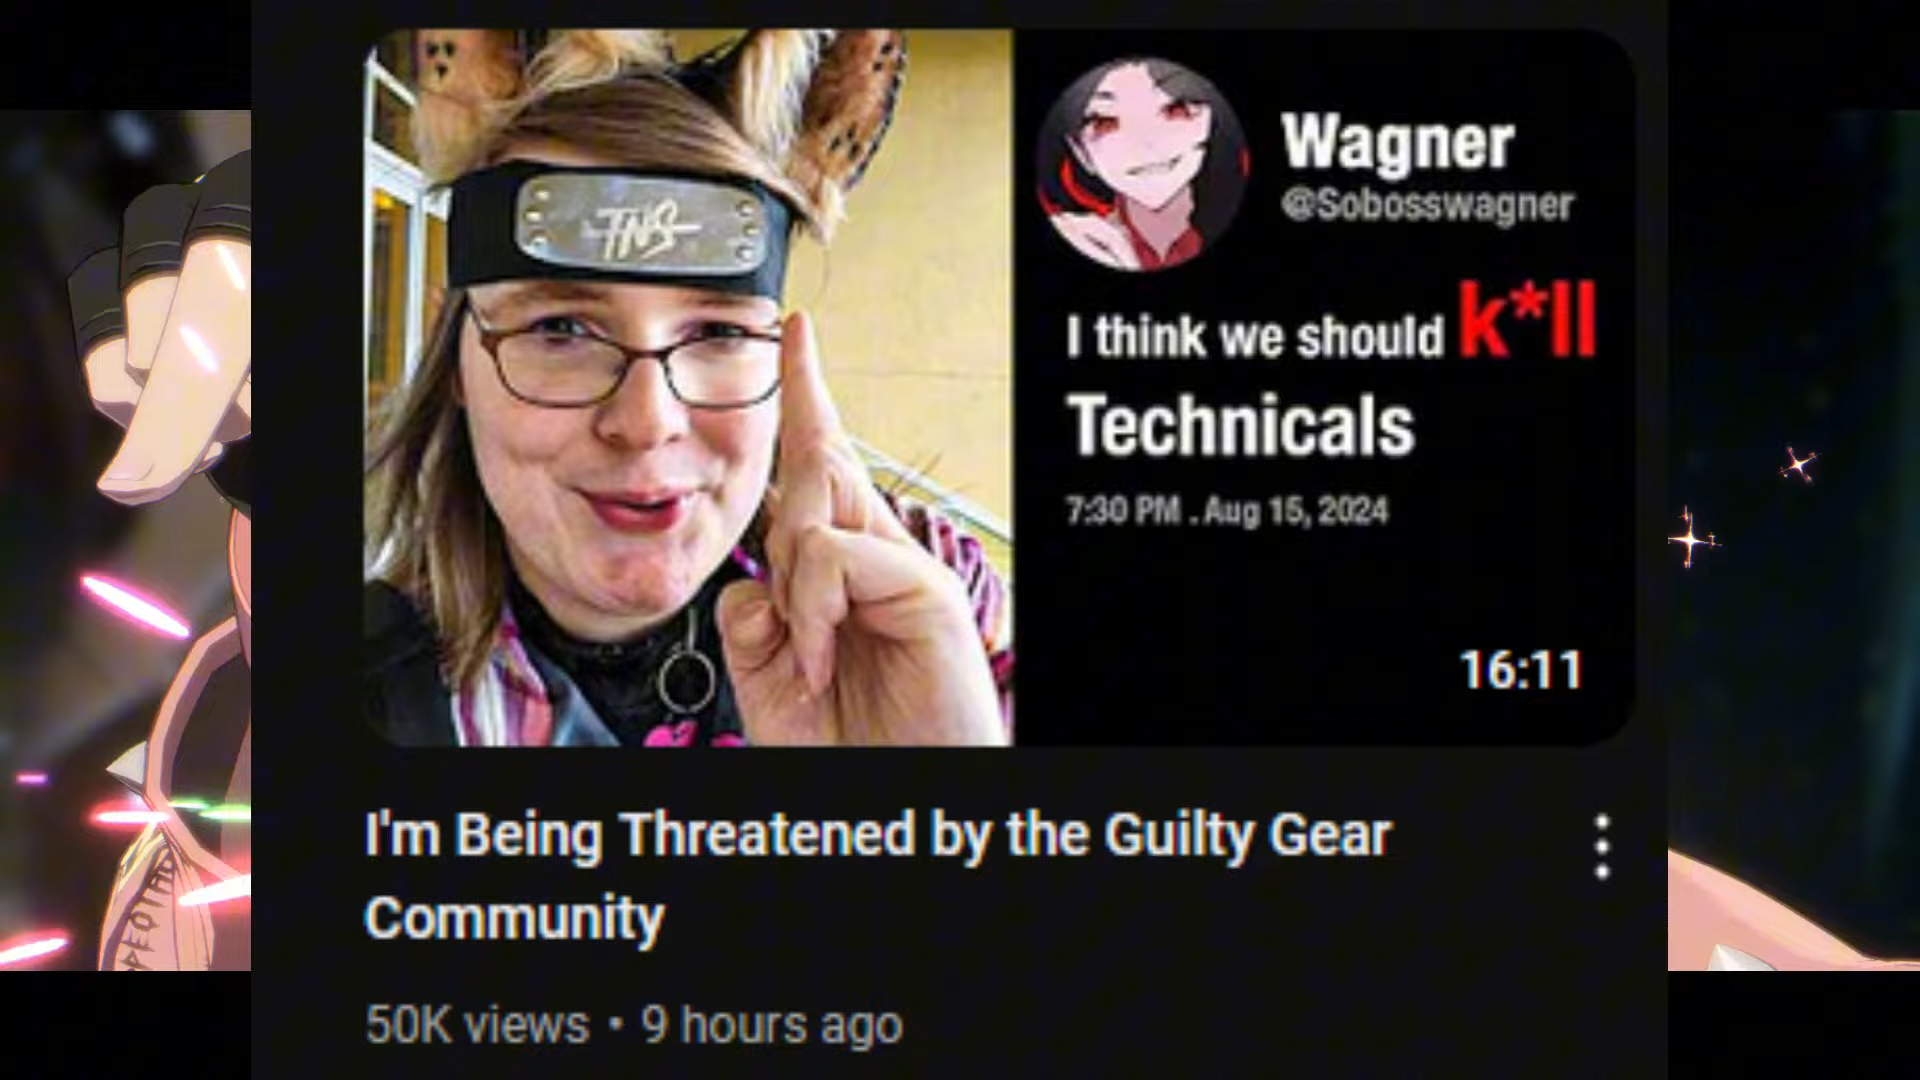 TNS
Wagner
@Sobosswagner
I think we should k*ll
Technicals
7:30 PM . Aug 15, 2024
16:11
I'm Being Threatened by the Guilty Gear
Community
50K views • 9 hours ago